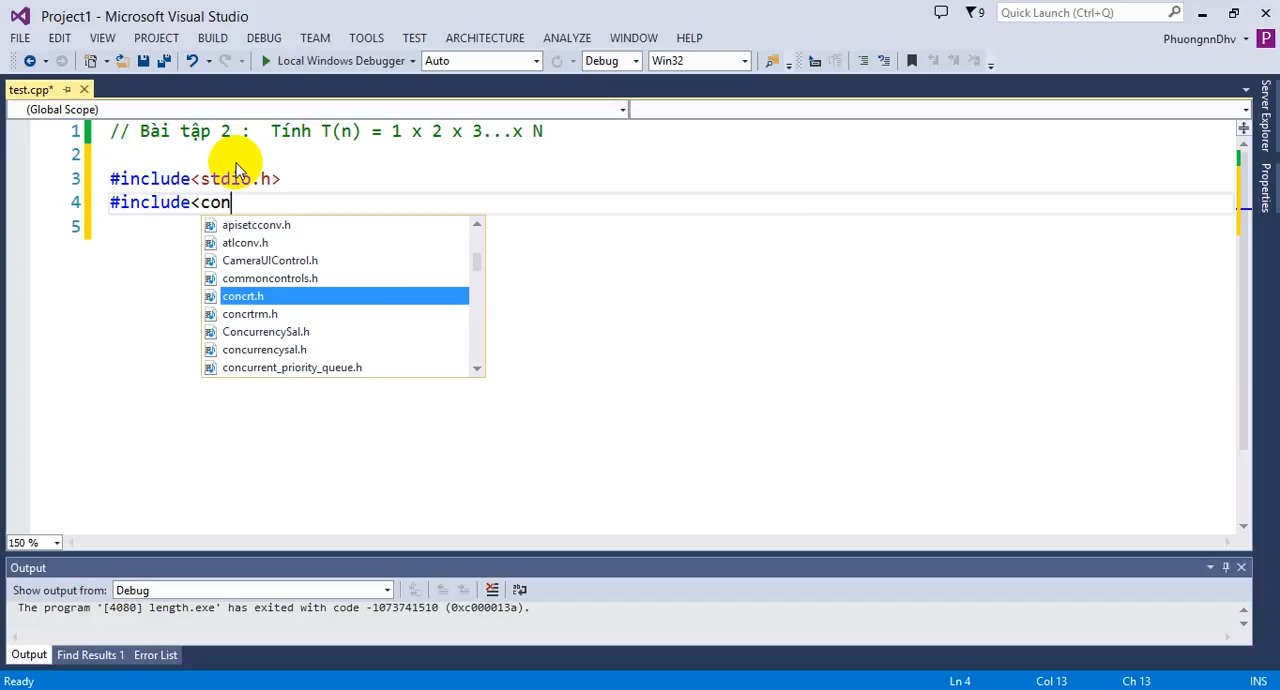 Project1 - Microsoft Visual Studio
9
Quick Launch (Ctrl+Q)
FILE EDIT VIEW PROJECT BUILD DEBUG TEAM TOOLS TEST ARCHITECTURE ANALYZE WINDOW HELP
PhuongnnDhv P
Local Windows Debugger Auto Debug Win32
test.cpp*
(Global Scope)
1 // Bài tập 2 : Tính T(n) = 1 x 2 x 3...x N
2
3 #include<stdio.h>
4 #include<con
5
apisetcconv.h
atlconv.h
CameraUIControl.h
commoncontrols.h
concrt.h
concrtrm.h
ConcurrencySal.h
concurrencysal.h
concurrent_priority_queue.h
Server Explorer
Properties
150 %
Output
Show output from: Debug
The program '[4080] length.exe' has exited with code -1073741510 (0xc000013a).
Output Find Results 1 Error List
Ready Ln 4 Col 13 Ch 13 INS